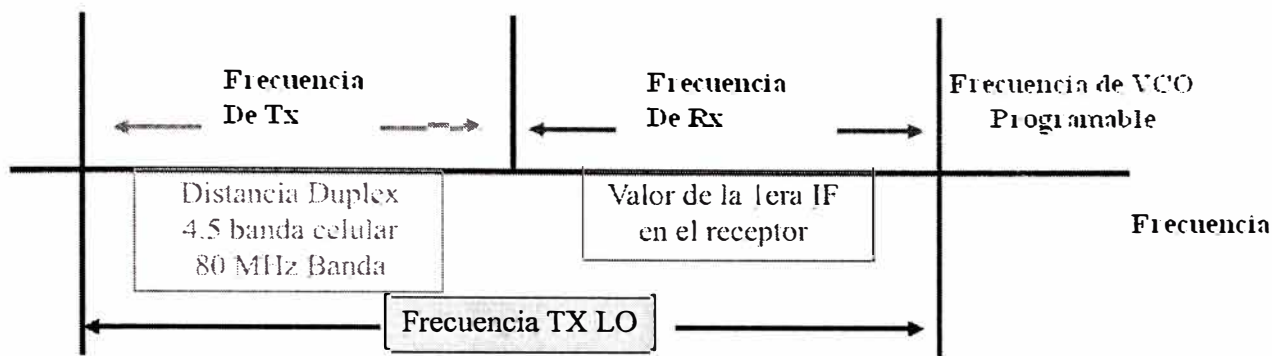 Frecuencia
De Tx
Frecuencia
De Rx
Frecuencia de VCO
Programable
Distancia Duplex
4.5 banda celular
80 MHz Banda
Valor de la 1era IF
en el receptor
Frecuencia
Frecuencia TX LO